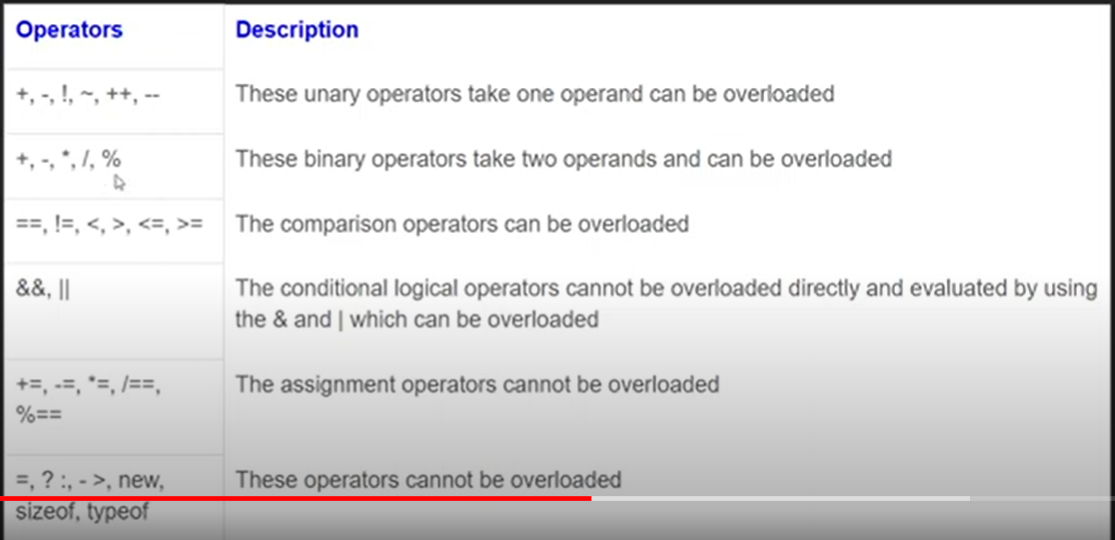 Operators Description
+, -, !, ~, ++, -- These unary operators take one operand can be overloaded
+, -, *, /, % These binary operators take two operands and can be overloaded
==, !=, <, >, <=, >= The comparison operators can be overloaded
&&, || The conditional logical operators cannot be overloaded directly and evaluated by using
the & and | which can be overloaded
+=, -=, *=, /==, The assignment operators cannot be overloaded
%==
=, ? :, - >, new, These operators cannot be overloaded
sizeof, typeof